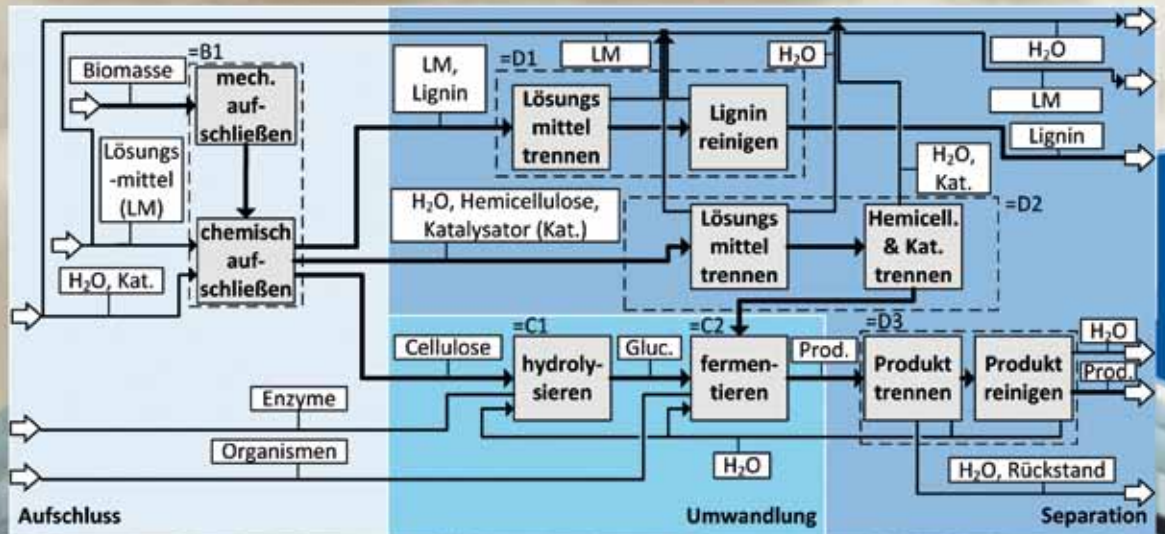 =B1
Biomasse
mech.
auf-
schließen
Lösungs
-mittel
(LM)
chemisch
auf-
schließen
H₂O, Kat.
LM,
Lignin
=D1
LM
H₂O
H₂O
LM
Lösungs
mittel
trennen
Lignin
reinigen
Lignin
H₂O,
Kat.
H₂O, Hemicellulose,
Katalysator (Kat.)
=D2
Lösungs
mittel
trennen
Hemicell.
& Kat.
trennen
=C1
Cellulose
hydroly-
sieren
Gluc.
=C2
fermen-
tieren
Prod.
=D3
Produkt
trennen
Produkt
reinigen
H₂O
Prod.
Enzyme
Organismen
H₂O
H₂O, Rückstand
Aufschluss
Umwandlung
Separation